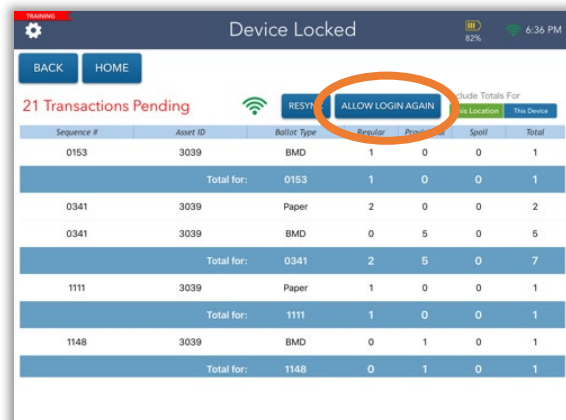 TRAINING
Device Locked
82%
6:36 PM
BACK HOME
21 Transactions Pending
ALLOW LOGIN AGAIN
Totals For
Location This Device
Sequence # Asset ID Ballot Type Regular Spoil Total
0153 3039 BMD 1 0 0 1
Total for: 0153 1 0 0 1
0341 3039 Paper 2 0 0 2
0341 3039 BMD 0 5 0 5
Total for: 0341 2 5 0 7
1111 3039 Paper 1 0 0 1
Total for: 1111 1 0 0 1
1148 3039 BMD 0 1 0 1
Total for: 1148 0 1 0 1